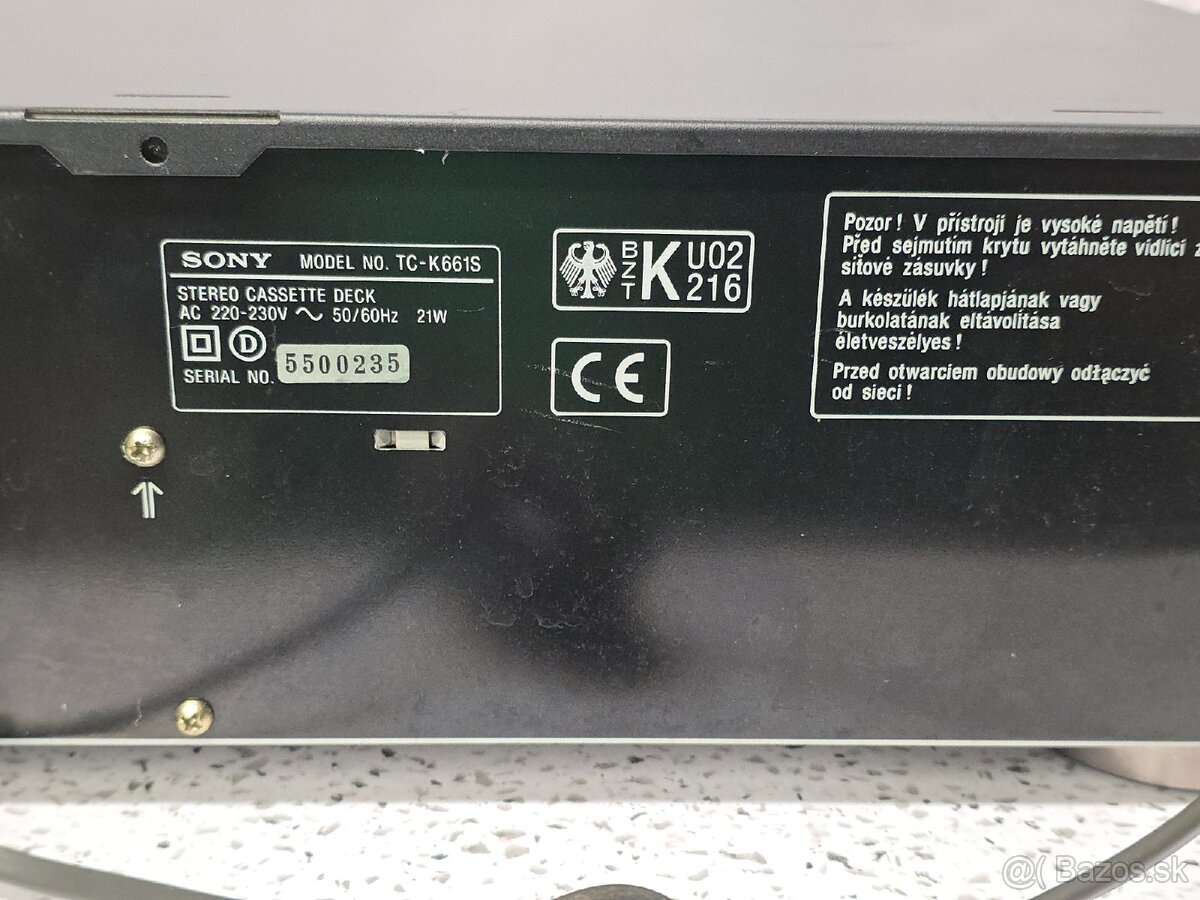 SONY MODEL NO. TC-K661S
STEREO CASSETTE DECK
AC 220-230V ~ 50/60Hz 21W
D
SERIAL NO. 5500235
BZT K U02 216
CE
Pozor! V přístroji je vysoké napětí!
Před sejmutím krytu vytáhněte vidlici z
síťové zásuvky!
A készülék hátlapjának vagy
burkolatának eltávolítása
életveszélyes!
Przed otwarciem obudowy odłączyć
od sieci!
@( Bazos.sk